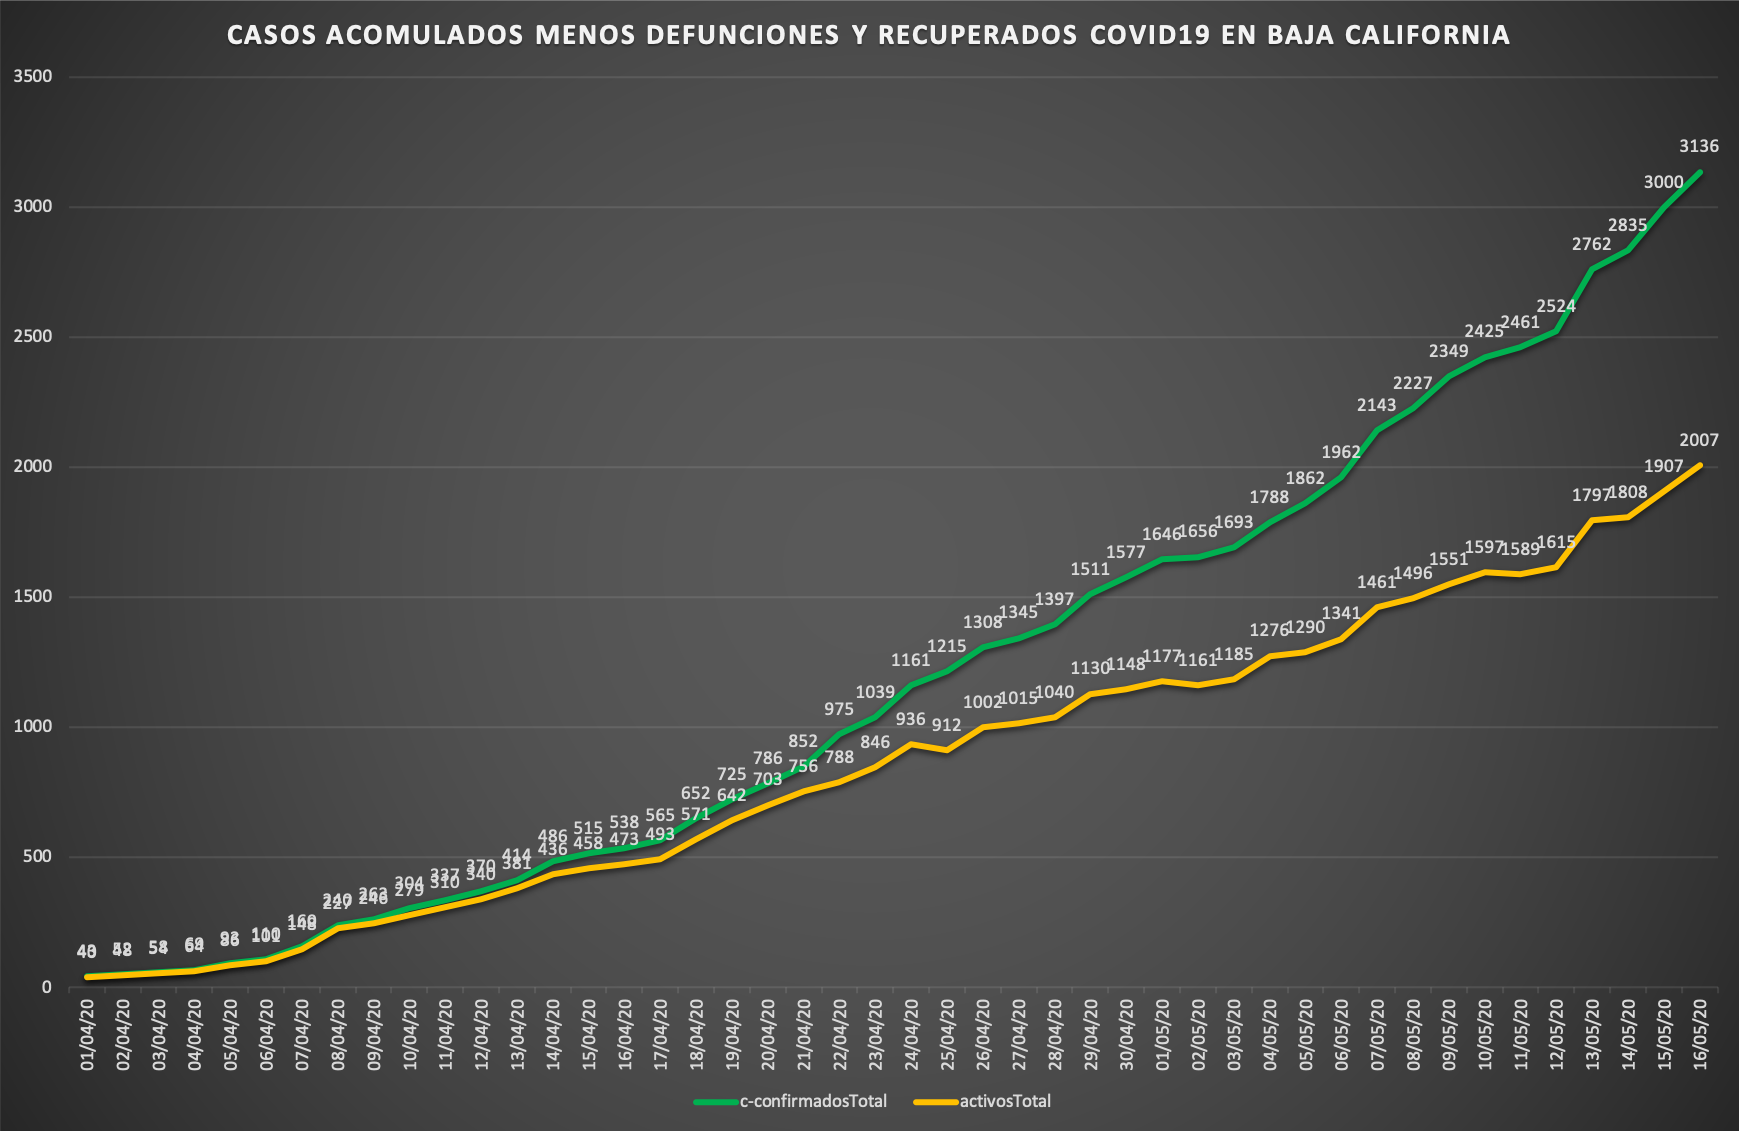 CASOS ACOMULADOS MENOS DEFUNCIONES Y RECUPERADOS COVID19 EN BAJA CALIFORNIA
3500
3000
2500
2000
1500
1000
500
0
58 69 93 110 160 240 263 304 337 370 414 486 515 538 565 652 725 786 852 975 1039 1161 1215 1308 1345 1397 1511 1577 1646 1656 1693 1788 1862 1962 2143 2227 2349 2425 2461 2524 2762 2835 3000 3136
40 48 54 64 86 101 148 227 246 279 310 340 381 436 458 473 493 571 642 703 756 788 846 936 912 1002 1015 1040 1130 1148 1177 1161 1185 1276 1290 1341 1461 1496 1551 1597 1589 1615 1797 1808 1907 2007
01/04/20 02/04/20 03/04/20 04/04/20 05/04/20 06/04/20 07/04/20 08/04/20 09/04/20 10/04/20 11/04/20 12/04/20 13/04/20 14/04/20 15/04/20 16/04/20 17/04/20 18/04/20 19/04/20 20/04/20 21/04/20 22/04/20 23/04/20 24/04/20 25/04/20 26/04/20 27/04/20 28/04/20 29/04/20 30/04/20 01/05/20 02/05/20 03/05/20 04/05/20 05/05/20 06/05/20 07/05/20 08/05/20 09/05/20 10/05/20 11/05/20 12/05/20 13/05/20 14/05/20 15/05/20 16/05/20
c-confirmadosTotal activosTotal